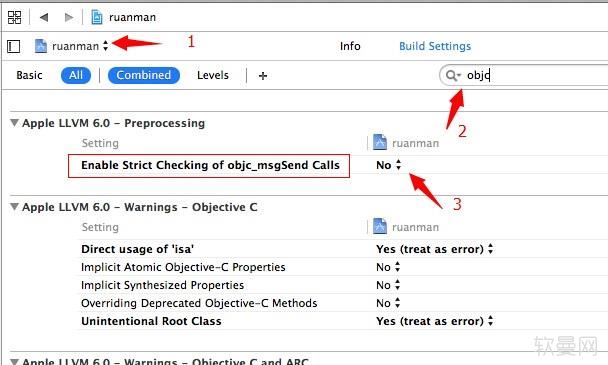 ruanman
ruanman
1
Info
Build Settings
Basic
All
Combined
Levels
+
objc
2
Apple LLVM 6.0 - Preprocessing
Setting
ruanman
Enable Strict Checking of objc_msgSend Calls
No
3
Apple LLVM 6.0 - Warnings - Objective C
Setting
ruanman
Direct usage of 'isa'
Yes (treat as error)
Implicit Atomic Objective-C Properties
No
Implicit Synthesized Properties
No
Overriding Deprecated Objective-C Methods
No
Unintentional Root Class
Yes (treat as error)
Apple LLVM 6.0 - Warnings - Objective C and ARC
软曼网